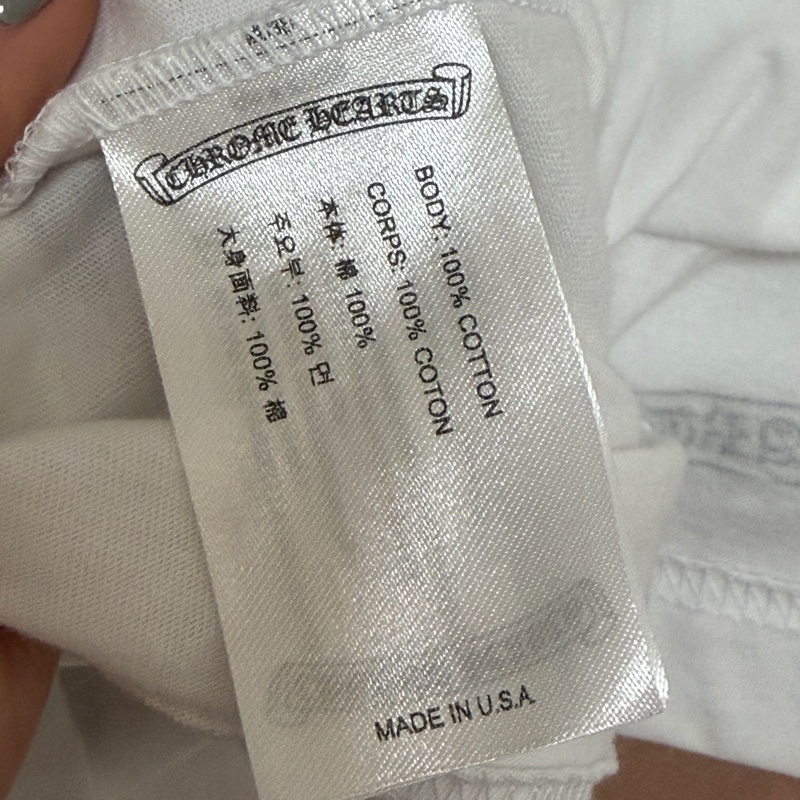 CHROME HEARTS
BODY: 100% COTTON
CORPS: 100% COTON
本体: 棉 100%
주요부: 100% 면
大身面料: 100% 棉
MADE IN U.S.A